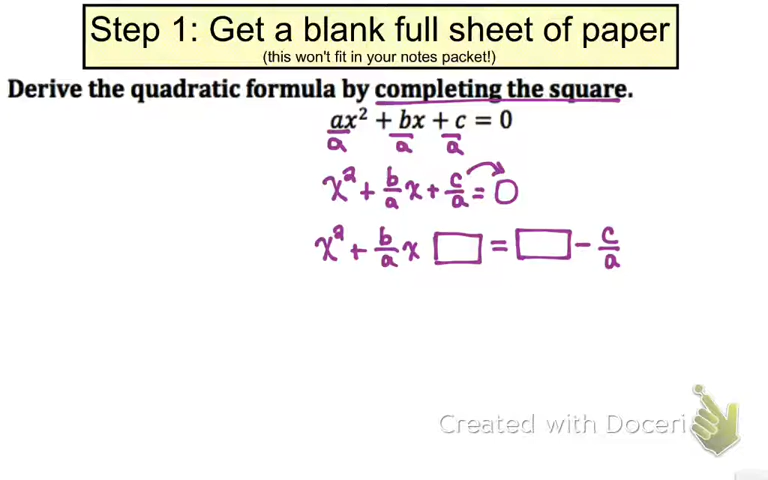 Step 1: Get a blank full sheet of paper
(this won't fit in your notes packet!)
Derive the quadratic formula by completing the square.
ax² + bx + c = 0
a a a
x² + b/a x + c/a = 0
x² + b/a x □ = □ − c/a
Created with Doceri